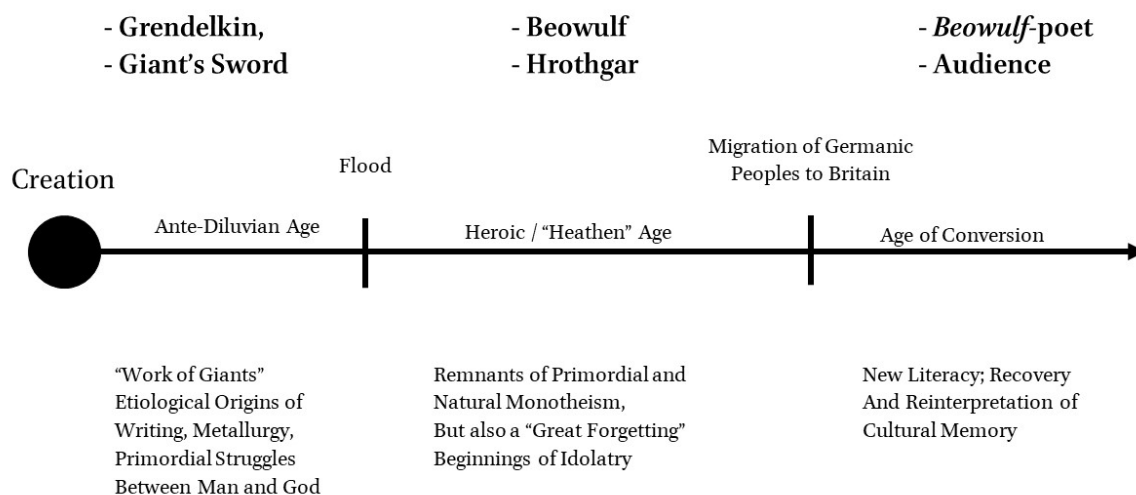 - Grendelkin,
- Giant’s Sword
- Beowulf
- Hrothgar
- Beowulf-poet
- Audience
Creation
Flood
Migration of Germanic
Peoples to Britain
Ante-Diluvian Age
Heroic / “Heathen” Age
Age of Conversion
“Work of Giants”
Etiological Origins of
Writing, Metallurgy,
Primordial Struggles
Between Man and God
Remnants of Primordial and
Natural Monotheism,
But also a “Great Forgetting”
Beginnings of Idolatry
New Literacy; Recovery
And Reinterpretation of
Cultural Memory